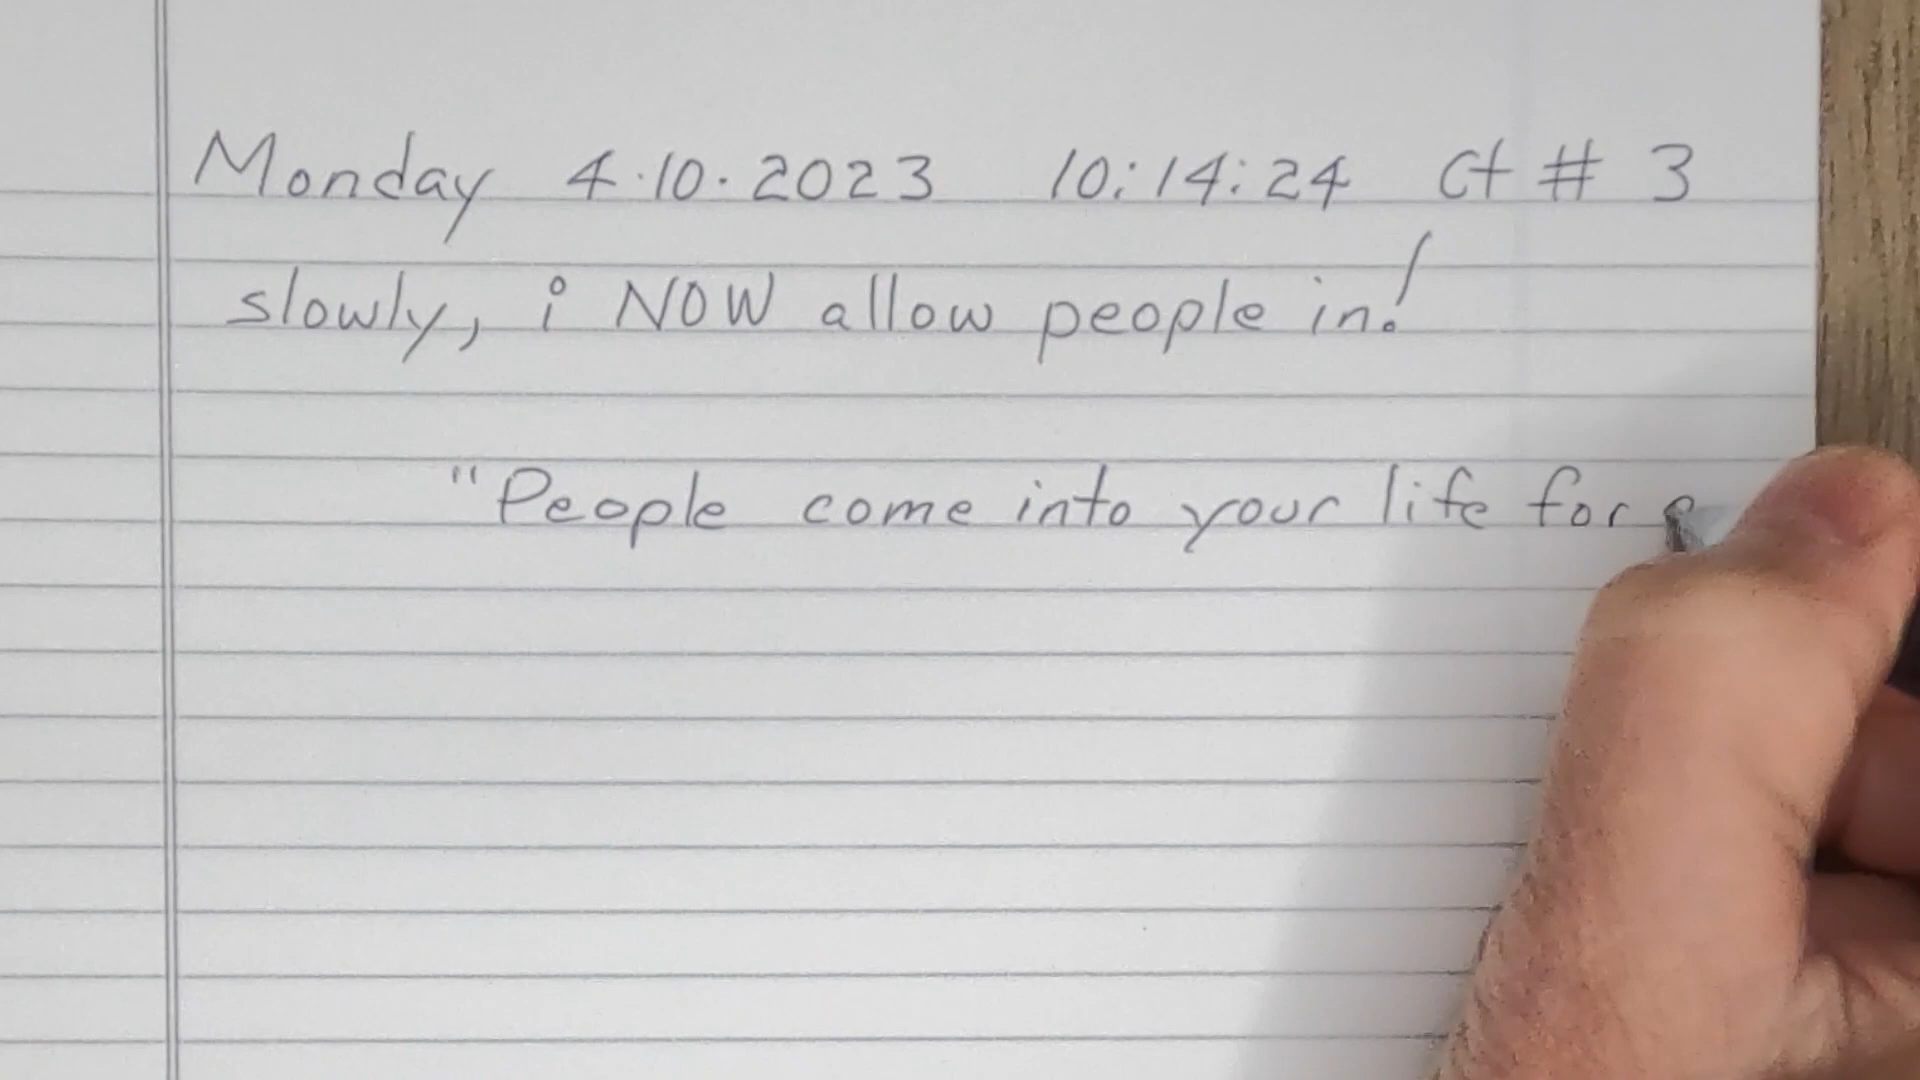 Monday 4.10.2023 10:14:24 Ct # 3
slowly, i NOW allow people in!
"People come into your life for